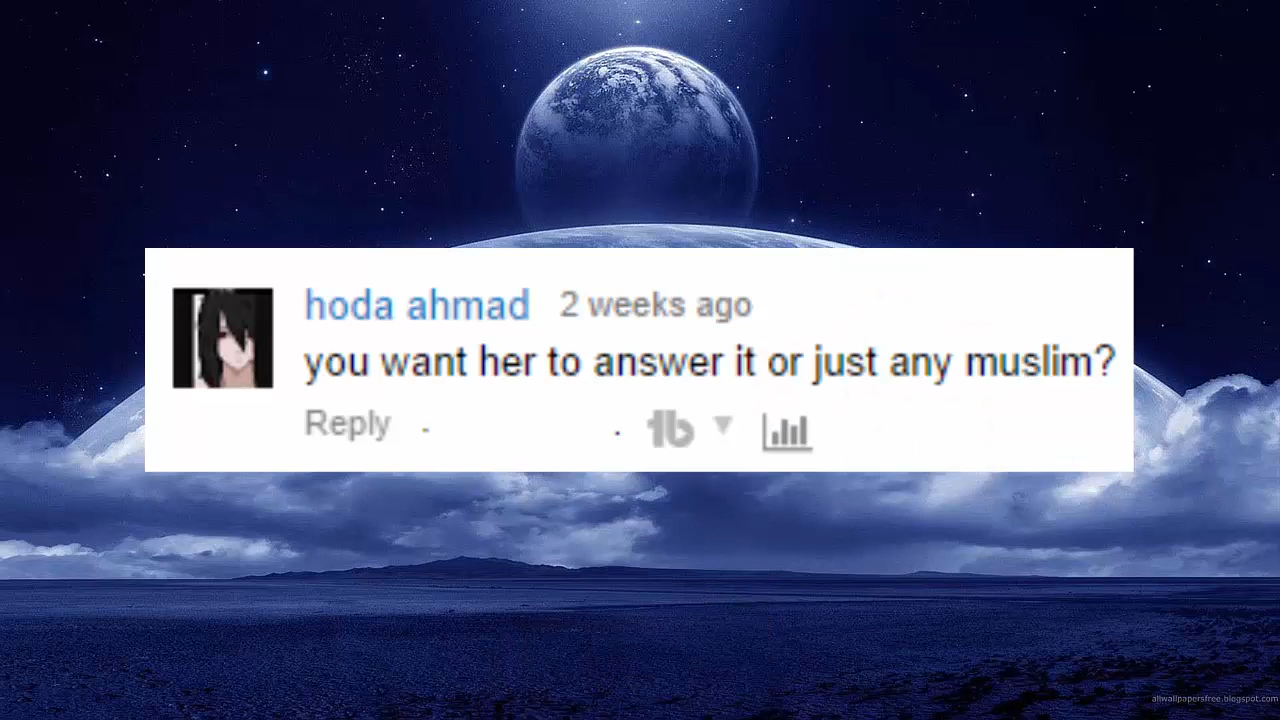 hoda ahmad 2 weeks ago
you want her to answer it or just any muslim?
Reply
allwallpapersfree.blogspot.com